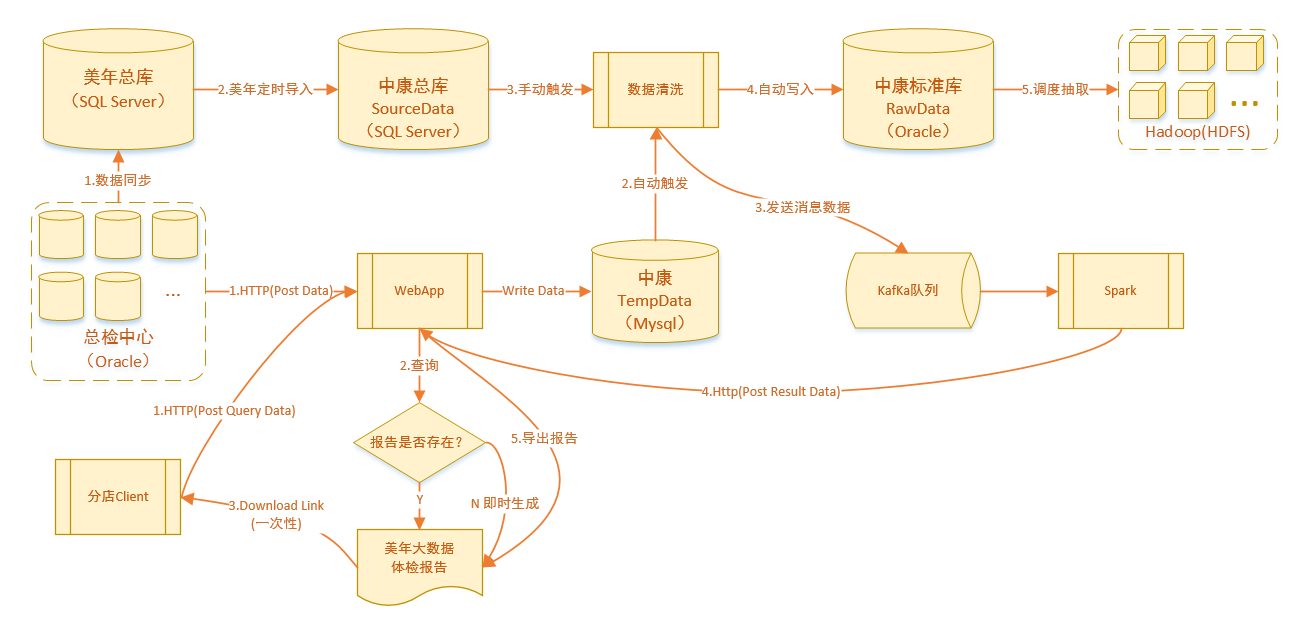 美年总库
（SQL Server）
2.美年定时导入
中康总库
SourceData
（SQL Server）
3.手动触发
数据清洗
4.自动写入
中康标准库
RawData
（Oracle）
5.调度抽取
...
Hadoop(HDFS)
1.数据同步
2.自动触发
3.发送消息数据
...
总检中心
（Oracle）
1.HTTP(Post Data)
WebApp
Write Data
中康
TempData
（Mysql）
KafKa队列
Spark
2.查询
4.Http(Post Result Data)
1.HTTP(Post Query Data)
报告是否存在？
5.导出报告
分店Client
3.Download Link
(一次性)
Y
N 即时生成
美年大数据
体检报告